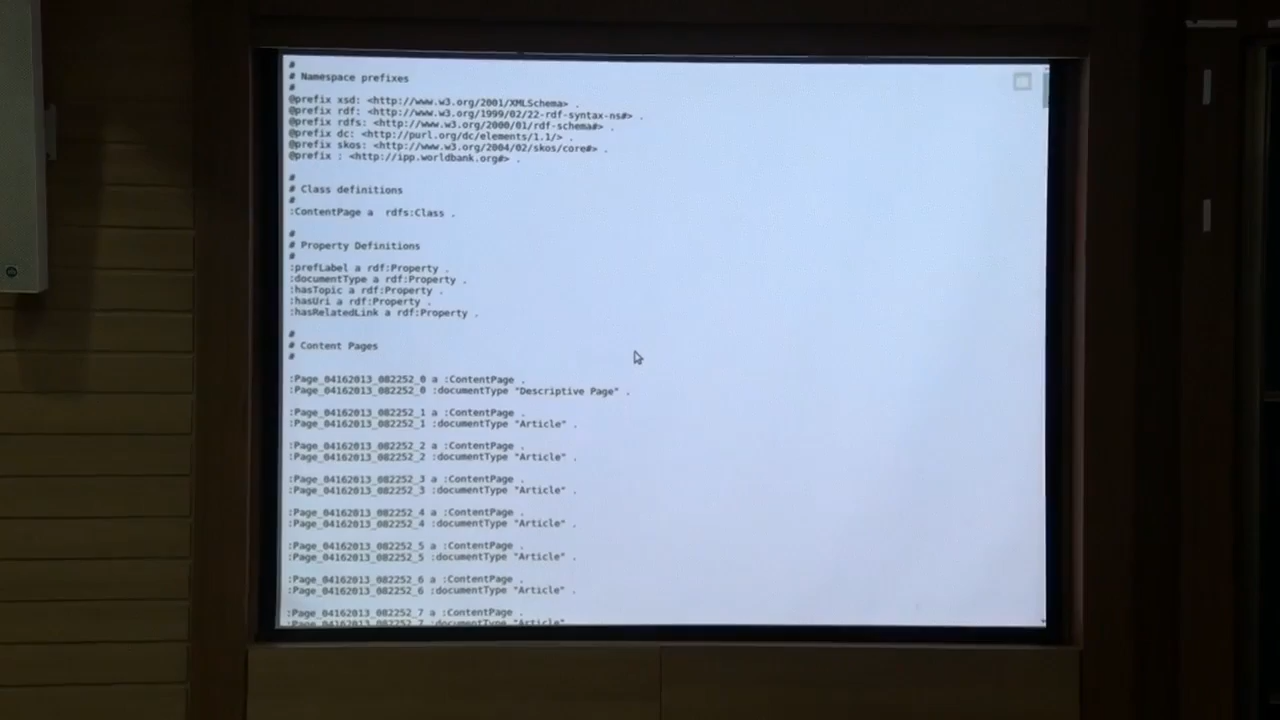 #
# Namespace prefixes
#
@prefix xsd: <http://www.w3.org/2001/XMLSchema> .
@prefix rdf: <http://www.w3.org/1999/02/22-rdf-syntax-ns#> .
@prefix rdfs: <http://www.w3.org/2000/01/rdf-schema#> .
@prefix dc: <http://purl.org/dc/elements/1.1/> .
@prefix skos: <http://www.w3.org/2004/02/skos/core#> .
@prefix : <http://ipp.worldbank.org#> .
#
# Class definitions
#
:ContentPage a  rdfs:Class .
#
# Property Definitions
#
:prefLabel a rdf:Property .
:documentType a rdf:Property .
:hasTopic a rdf:Property .
:hasUri a rdf:Property .
:hasRelatedLink a rdf:Property .
#
# Content Pages
#
:Page_04162013_082252_0 a :ContentPage .
:Page_04162013_082252_0 :documentType "Descriptive Page" .
:Page_04162013_082252_1 a :ContentPage .
:Page_04162013_082252_1 :documentType "Article" .
:Page_04162013_082252_2 a :ContentPage .
:Page_04162013_082252_2 :documentType "Article" .
:Page_04162013_082252_3 a :ContentPage .
:Page_04162013_082252_3 :documentType "Article" .
:Page_04162013_082252_4 a :ContentPage .
:Page_04162013_082252_4 :documentType "Article" .
:Page_04162013_082252_5 a :ContentPage .
:Page_04162013_082252_5 :documentType "Article" .
:Page_04162013_082252_6 a :ContentPage .
:Page_04162013_082252_6 :documentType "Article" .
:Page_04162013_082252_7 a :ContentPage .
:Page_04162013_082252_7 :documentType "Article"